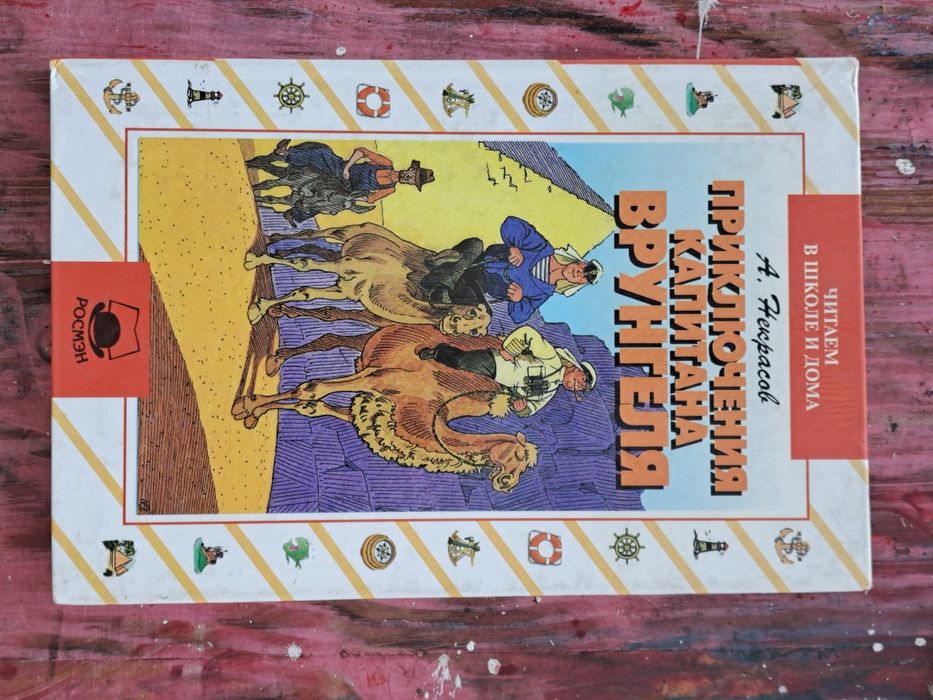 ЧИТАЕМ
В ШКОЛЕ И ДОМА
А. Некрасов
ПРИКЛЮЧЕНИЯ
КАПИТАНА
ВРУНГЕЛЯ
РОСМЭН